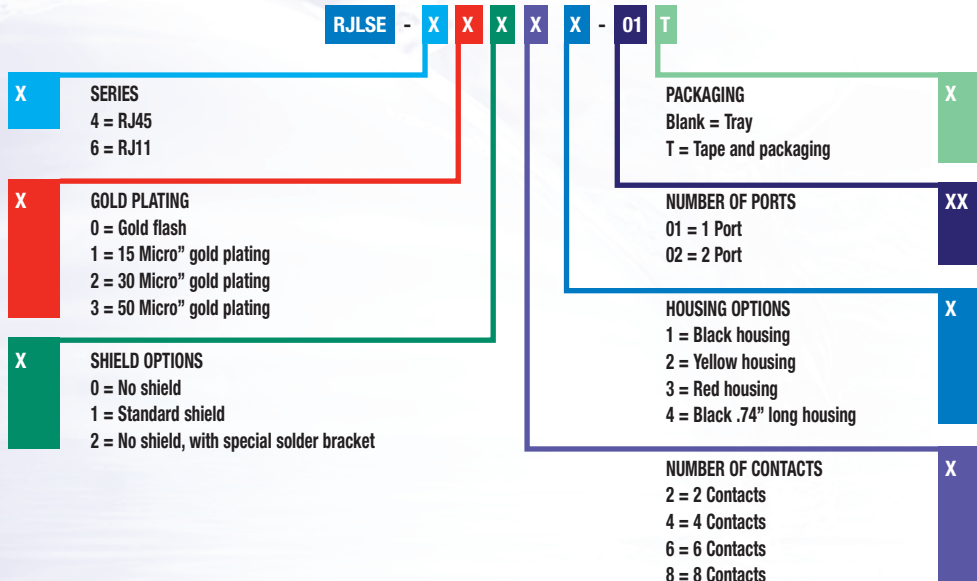 RJLSE - X X X X X - 01 T
X SERIES
4 = RJ45
6 = RJ11
X GOLD PLATING
0 = Gold flash
1 = 15 Micro” gold plating
2 = 30 Micro” gold plating
3 = 50 Micro” gold plating
X SHIELD OPTIONS
0 = No shield
1 = Standard shield
2 = No shield, with special solder bracket
PACKAGING X
Blank = Tray
T = Tape and packaging
NUMBER OF PORTS XX
01 = 1 Port
02 = 2 Port
HOUSING OPTIONS X
1 = Black housing
2 = Yellow housing
3 = Red housing
4 = Black .74” long housing
NUMBER OF CONTACTS X
2 = 2 Contacts
4 = 4 Contacts
6 = 6 Contacts
8 = 8 Contacts